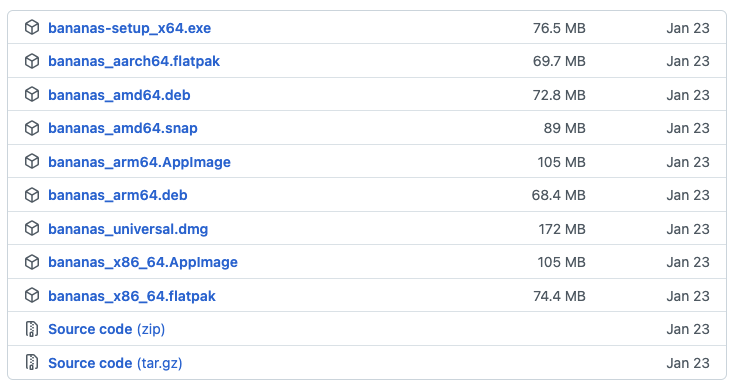 bananas-setup_x64.exe 76.5 MB Jan 23
bananas_aarch64.flatpak 69.7 MB Jan 23
bananas_amd64.deb 72.8 MB Jan 23
bananas_amd64.snap 89 MB Jan 23
bananas_arm64.AppImage 105 MB Jan 23
bananas_arm64.deb 68.4 MB Jan 23
bananas_universal.dmg 172 MB Jan 23
bananas_x86_64.AppImage 105 MB Jan 23
bananas_x86_64.flatpak 74.4 MB Jan 23
Source code (zip) Jan 23
Source code (tar.gz) Jan 23